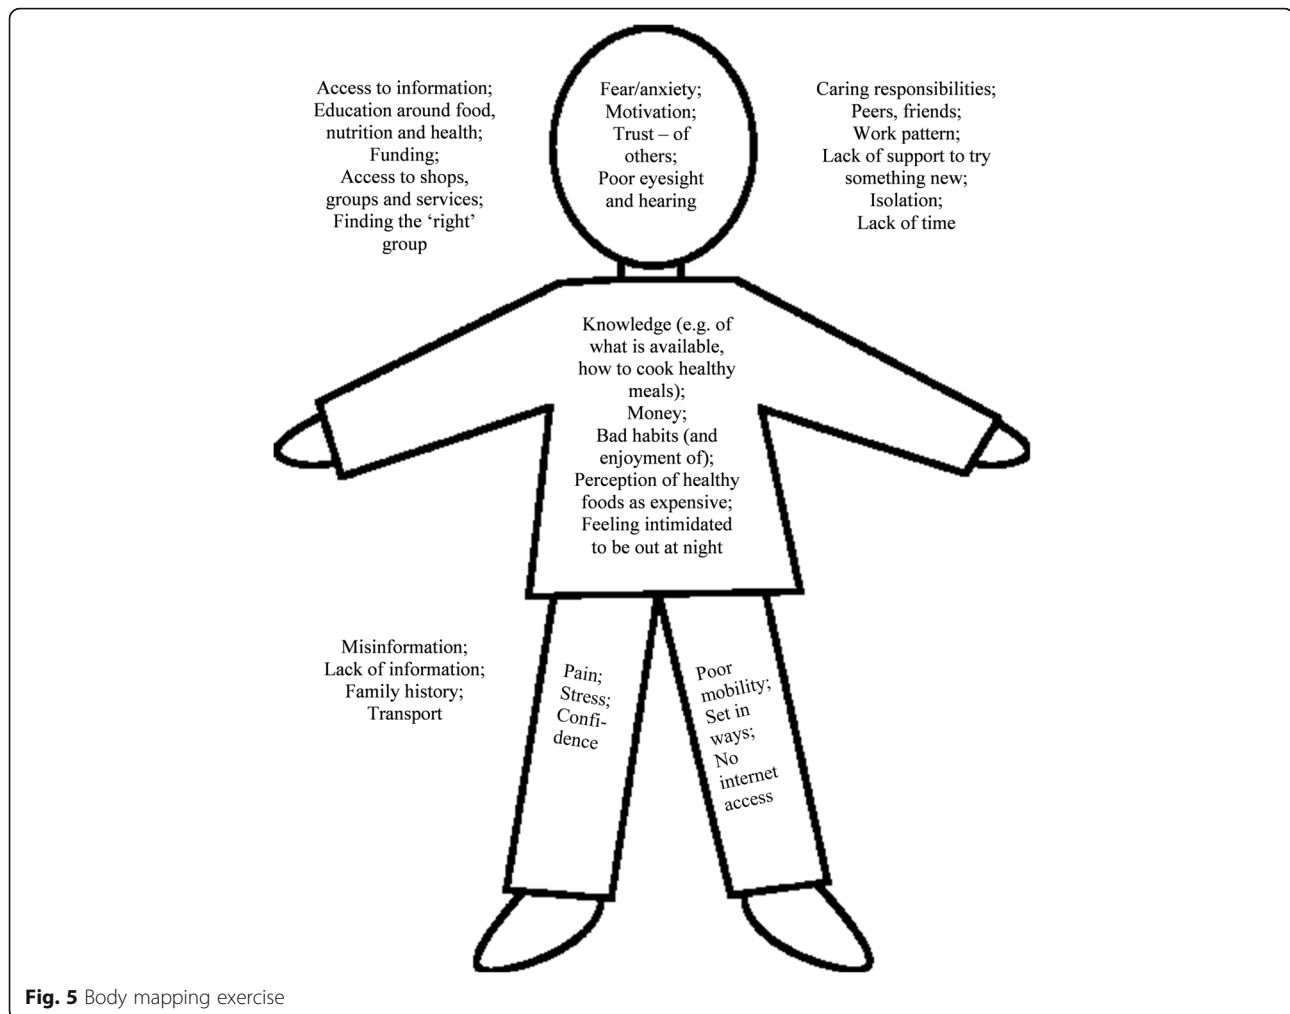 Access to information;
Education around food,
nutrition and health;
Funding;
Access to shops,
groups and services;
Finding the ‘right’
group
Fear/anxiety;
Motivation;
Trust – of
others;
Poor eyesight
and hearing
Caring responsibilities;
Peers, friends;
Work pattern;
Lack of support to try
something new;
Isolation;
Lack of time
Knowledge (e.g. of
what is available,
how to cook healthy
meals);
Money;
Bad habits (and
enjoyment of);
Perception of healthy
foods as expensive;
Feeling intimidated
to be out at night
Misinformation;
Lack of information;
Family history;
Transport
Pain;
Stress;
Confi-
dence
Poor
mobility;
Set in
ways;
No
internet
access
Fig. 5 Body mapping exercise